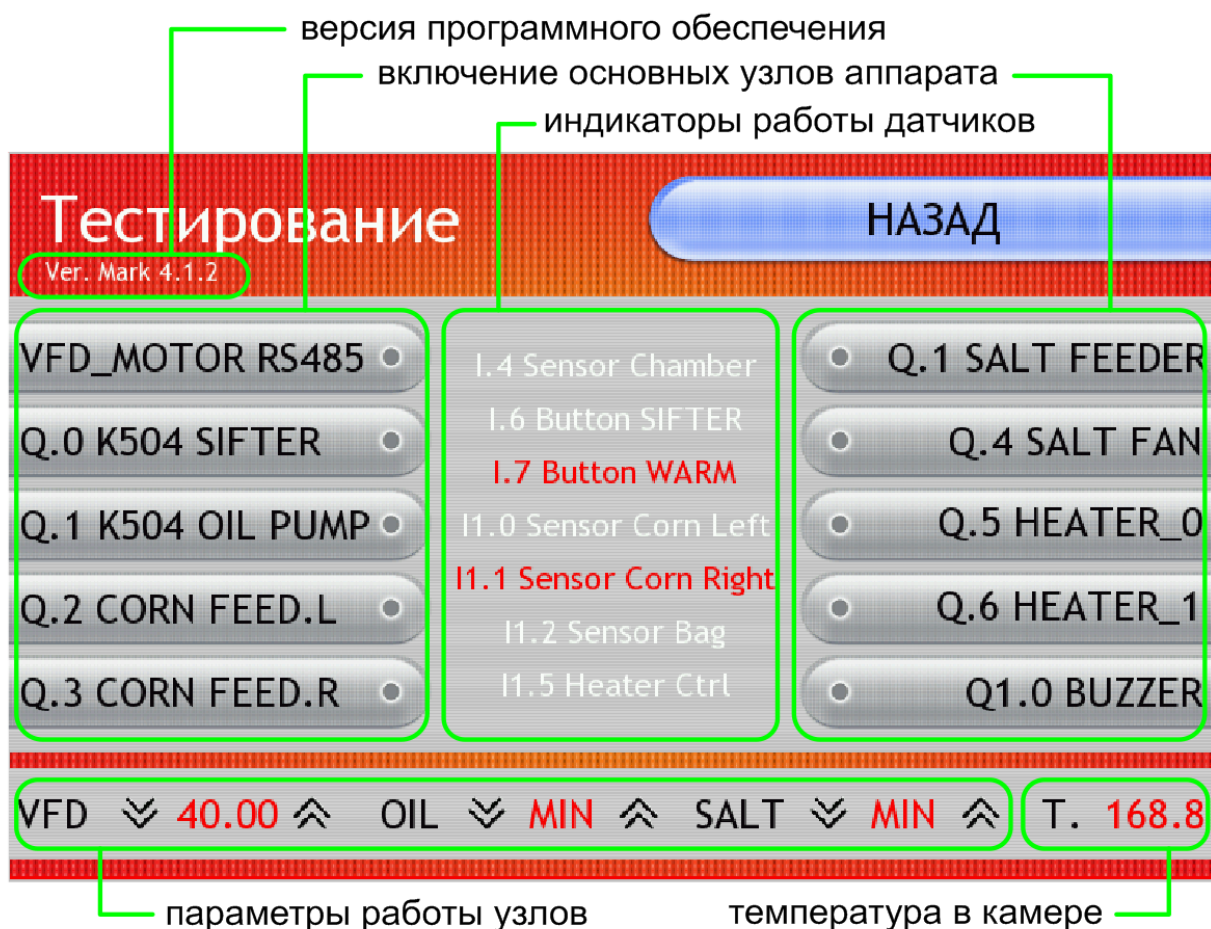 версия программного обеспечения
включение основных узлов аппарата
индикаторы работы датчиков
Тестирование
НАЗАД
Ver. Mark 4.1.2
VFD_MOTOR RS485
Q.0 K504 SIFTER
Q.1 K504 OIL PUMP
Q.2 CORN FEED.L
Q.3 CORN FEED.R
I.4 Sensor Chamber
I.6 Button SIFTER
I.7 Button WARM
I1.0 Sensor Corn Left
I1.1 Sensor Corn Right
I1.2 Sensor Bag
I1.5 Heater Ctrl
Q.1 SALT FEEDER
Q.4 SALT FAN
Q.5 HEATER_0
Q.6 HEATER_1
Q1.0 BUZZER
VFD 40.00 OIL MIN SALT MIN T. 168.8
параметры работы узлов
температура в камере